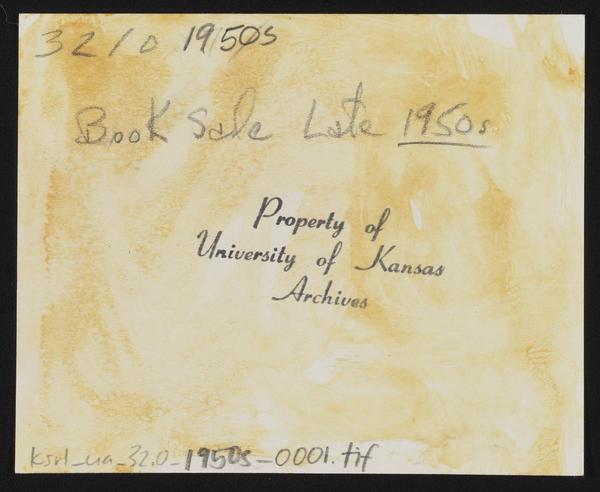 32/0 1950s
Book Sale Late 1950s
Property of
University of Kansas
Archives
ksrl_ua_32.0_1950s_0001.tif